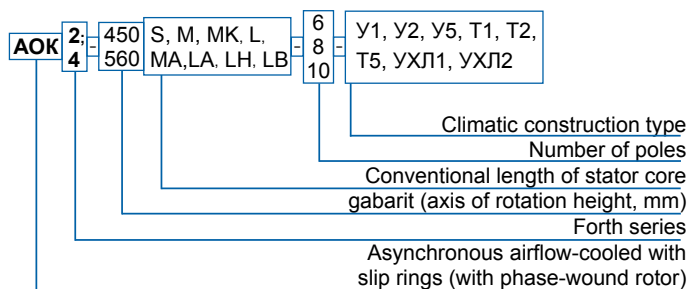 АОК 2; 4 - 450 560 S, M, MK, L, MA,LA, LH, LB - 6 8 10 - У1, У2, У5, Т1, Т2, Т5, УХЛ1, УХЛ2
Climatic construction type
Number of poles
Conventional length of stator core
gabarit (axis of rotation height, mm)
Forth series
Asynchronous airflow-cooled with
slip rings (with phase-wound rotor)